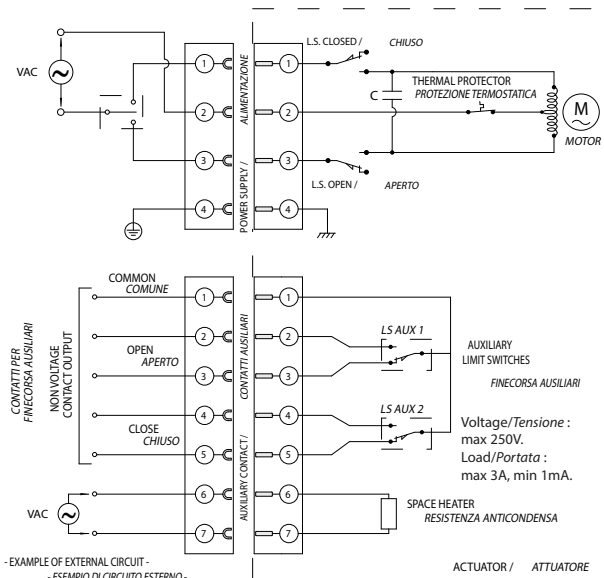 L.S. CLOSED / CHIUSO
VAC
1
2
3
4
POWER SUPPLY / ALIMENTAZIONE
1
2
3
4
C
THERMAL PROTECTOR
PROTEZIONE TERMOSTATICA
M
MOTOR
L.S. OPEN / APERTO
CONTATTI PER
FINECORSA AUSILIARI
NON VOLTAGE
CONTACT OUTPUT
COMMON
COMUNE
OPEN
APERTO
CLOSE
CHIUSO
VAC
1
2
3
4
5
6
7
AUXILIARY CONTACT / CONTATTI AUSILIARI
1
2
3
4
5
6
7
LS AUX 1
LS AUX 2
AUXILIARY
LIMIT SWITCHES
FINECORSA AUSILIARI
Voltage/Tensione :
max 250V.
Load/Portata :
max 3A, min 1mA.
SPACE HEATER
RESISTENZA ANTICONDENSA
- EXAMPLE OF EXTERNAL CIRCUIT -
- ESEMPIO DI CIRCUITO ESTERNO -
ACTUATOR / ATTUATORE